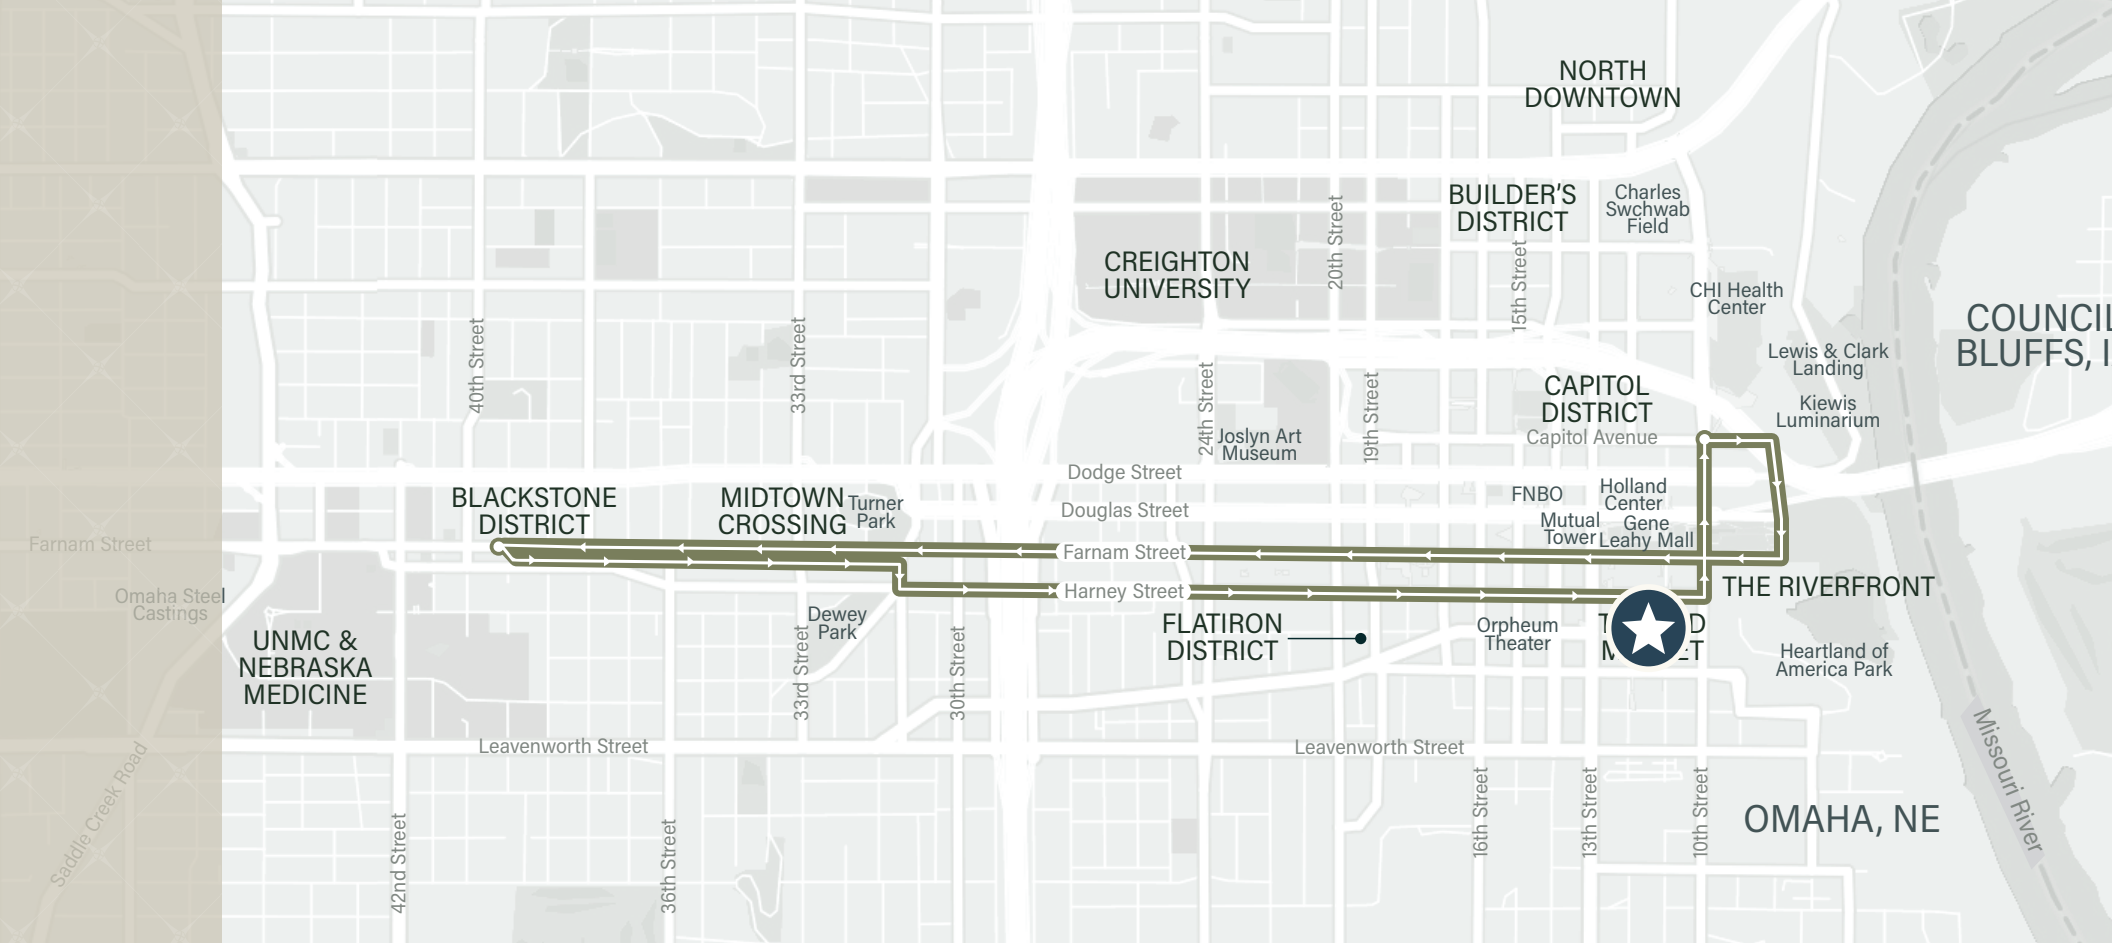 NORTH
DOWNTOWN
BUILDER'S
DISTRICT
Charles
Swchwab
Field
20th Street
15th Street
CREIGHTON
UNIVERSITY
CHI Health
Center
COUNCIL
BLUFFS, I
Lewis & Clark
Landing
Kiewis
Luminarium
40th Street
33rd Street
24th Street
19th Street
CAPITOL
DISTRICT
Capitol Avenue
Joslyn Art
Museum
Dodge Street
Douglas Street
BLACKSTONE
DISTRICT
MIDTOWN
CROSSING
Turner
Park
FNBO
Holland
Center
Mutual
Tower
Gene
Leahy Mall
Farnam Street
Farnam Street
Harney Street
THE RIVERFRONT
Omaha Steel
Castings
UNMC &
NEBRASKA
MEDICINE
Dewey
Park
33rd Street
30th Street
FLATIRON
DISTRICT
Orpheum
Theater
Heartland of
America Park
Leavenworth Street
Leavenworth Street
Saddle Creek Road
42nd Street
36th Street
16th Street
13th Street
10th Street
OMAHA, NE
Missouri River